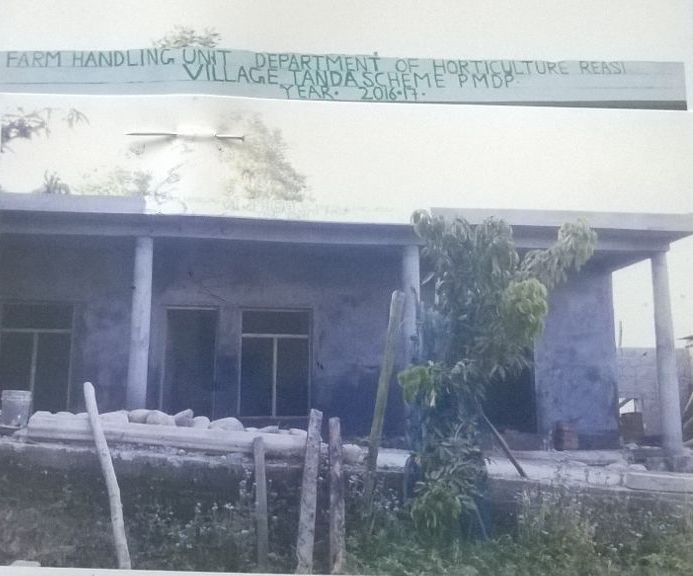 FARM HANDLING UNIT DEPARTMENT OF HORTICULTURE REASI
VILLAGE TANDA SCHEME PMDP
YEAR. 2016-17.